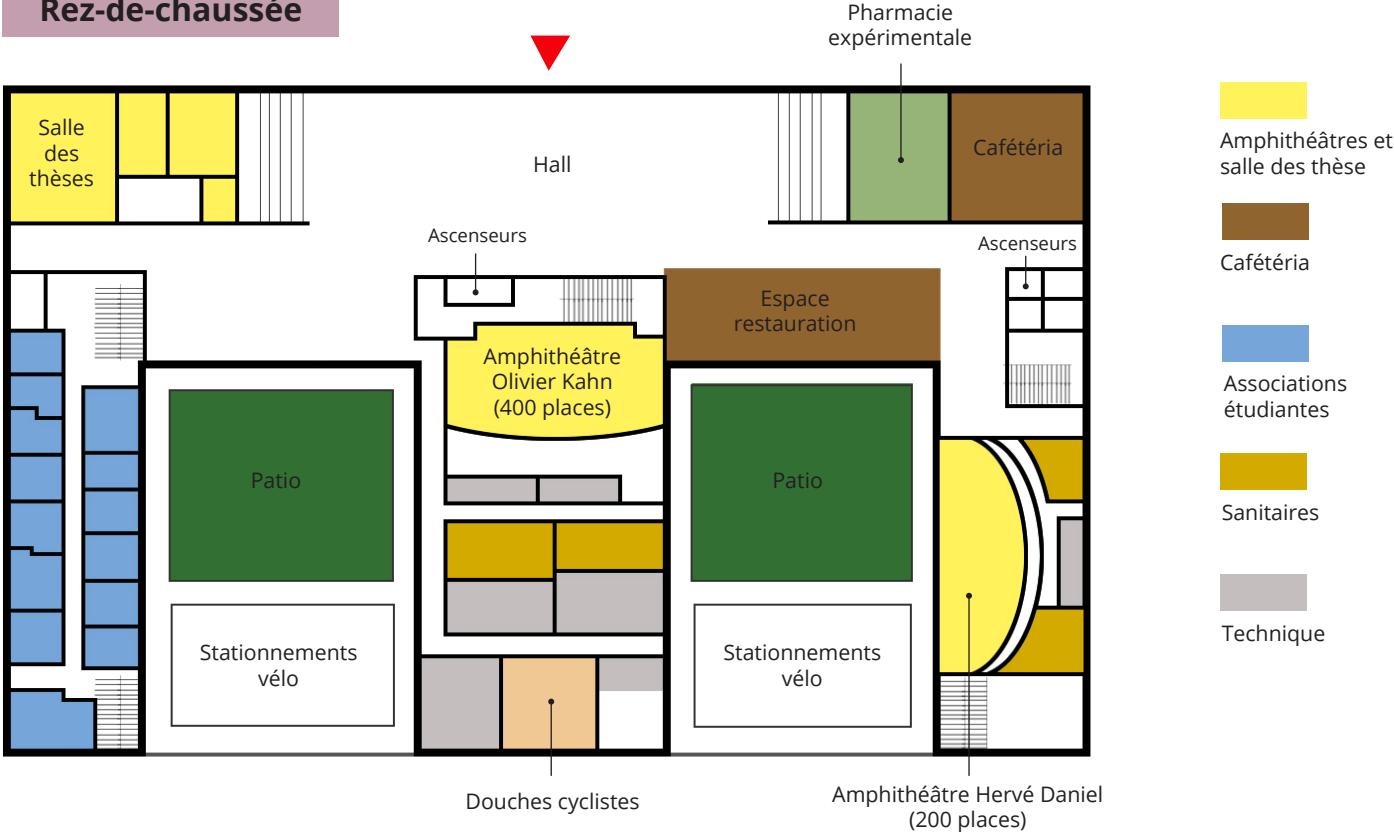 Rez-de-chaussée
Pharmacie
expérimentale
Salle
des
thèses
Hall
Cafétéria
Ascenseurs
Ascenseurs
Espace
restauration
Amphithéâtre
Olivier Kahn
(400 places)
Patio
Patio
Stationnements
vélo
Stationnements
vélo
Douches cyclistes
Amphithéâtre Hervé Daniel
(200 places)
Amphithéâtres et
salle des thèse
Cafétéria
Associations
étudiantes
Sanitaires
Technique